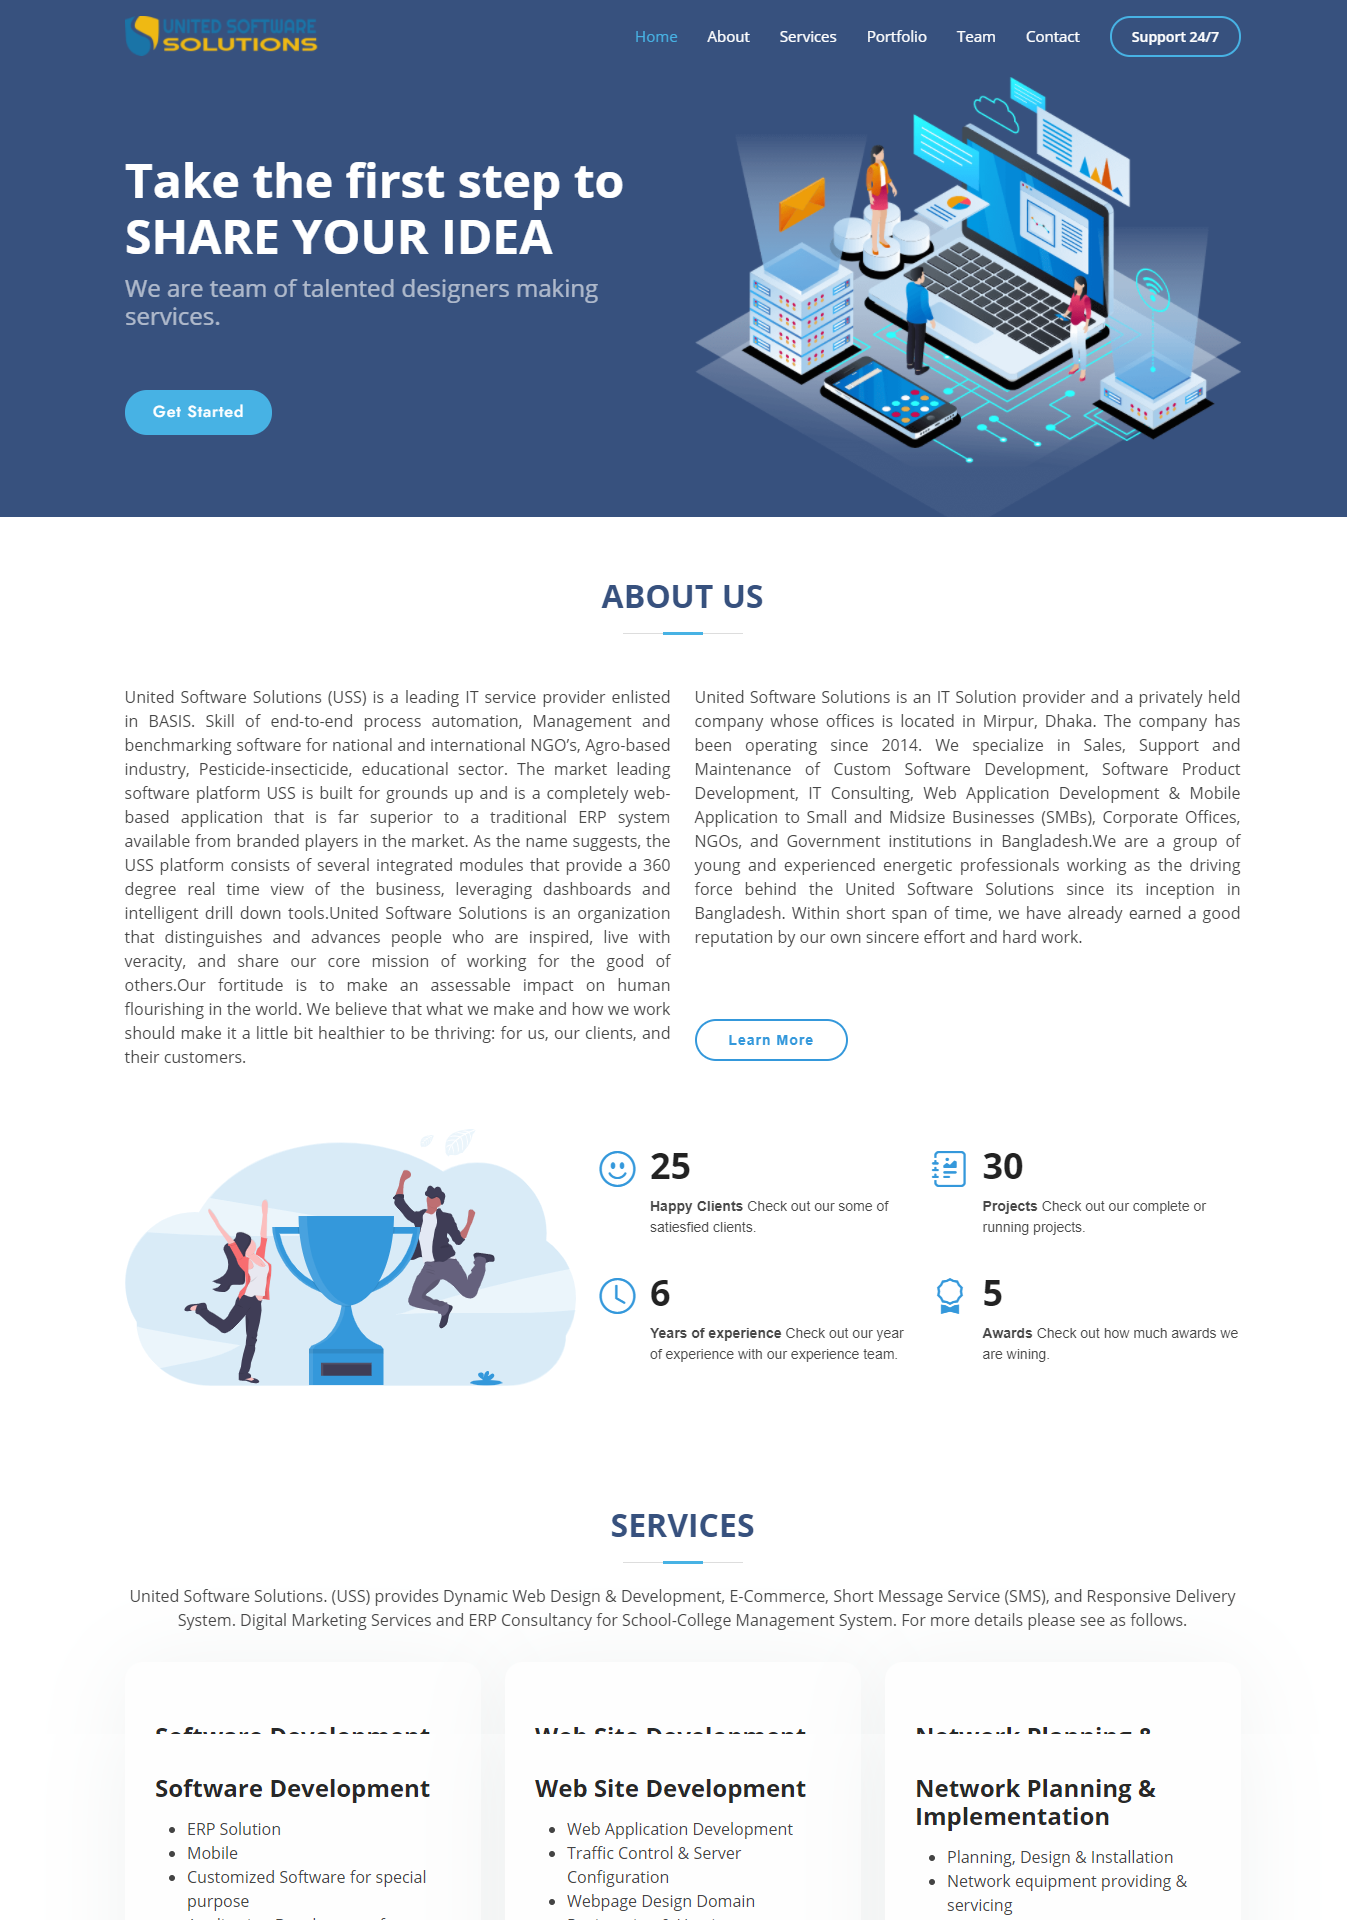 UNITED SOFTWARE
SOLUTIONS
Home About Services Portfolio Team Contact Support 24/7
Take the first step to
SHARE YOUR IDEA
We are team of talented designers making
services.
Get Started
ABOUT US
United Software Solutions (USS) is a leading IT service provider enlisted
in BASIS. Skill of end-to-end process automation, Management and
benchmarking software for national and international NGO’s, Agro-based
industry, Pesticide-insecticide, educational sector. The market leading
software platform USS is built for grounds up and is a completely web-
based application that is far superior to a traditional ERP system
available from branded players in the market. As the name suggests, the
USS platform consists of several integrated modules that provide a 360
degree real time view of the business, leveraging dashboards and
intelligent drill down tools.United Software Solutions is an organization
that distinguishes and advances people who are inspired, live with
veracity, and share our core mission of working for the good of
others.Our fortitude is to make an assessable impact on human
flourishing in the world. We believe that what we make and how we work
should make it a little bit healthier to be thriving: for us, our clients, and
their customers.
United Software Solutions is an IT Solution provider and a privately held
company whose offices is located in Mirpur, Dhaka. The company has
been operating since 2014. We specialize in Sales, Support and
Maintenance of Custom Software Development, Software Product
Development, IT Consulting, Web Application Development & Mobile
Application to Small and Midsize Businesses (SMBs), Corporate Offices,
NGOs, and Government institutions in Bangladesh.We are a group of
young and experienced energetic professionals working as the driving
force behind the United Software Solutions since its inception in
Bangladesh. Within short span of time, we have already earned a good
reputation by our own sincere effort and hard work.
Learn More
25
Happy Clients Check out our some of
satiesfied clients.
30
Projects Check out our complete or
running projects.
6
Years of experience Check out our year
of experience with our experience team.
5
Awards Check out how much awards we
are wining.
SERVICES
United Software Solutions. (USS) provides Dynamic Web Design & Development, E-Commerce, Short Message Service (SMS), and Responsive Delivery
System. Digital Marketing Services and ERP Consultancy for School-College Management System. For more details please see as follows.
Software Development
Web Site Development
Network Planning &
Software Development
ERP Solution
Mobile
Customized Software for special
purpose
Web Site Development
Web Application Development
Traffic Control & Server
Configuration
Webpage Design Domain
Network Planning &
Implementation
Planning, Design & Installation
Network equipment providing &
servicing